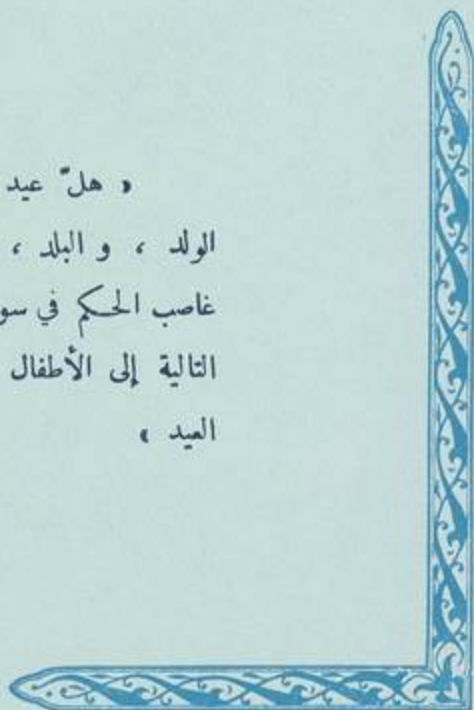 « هلّ عيد
الولد ، و البلد ،
غاصب الحكم في سو
التالية إلى الأطفال
العيد »